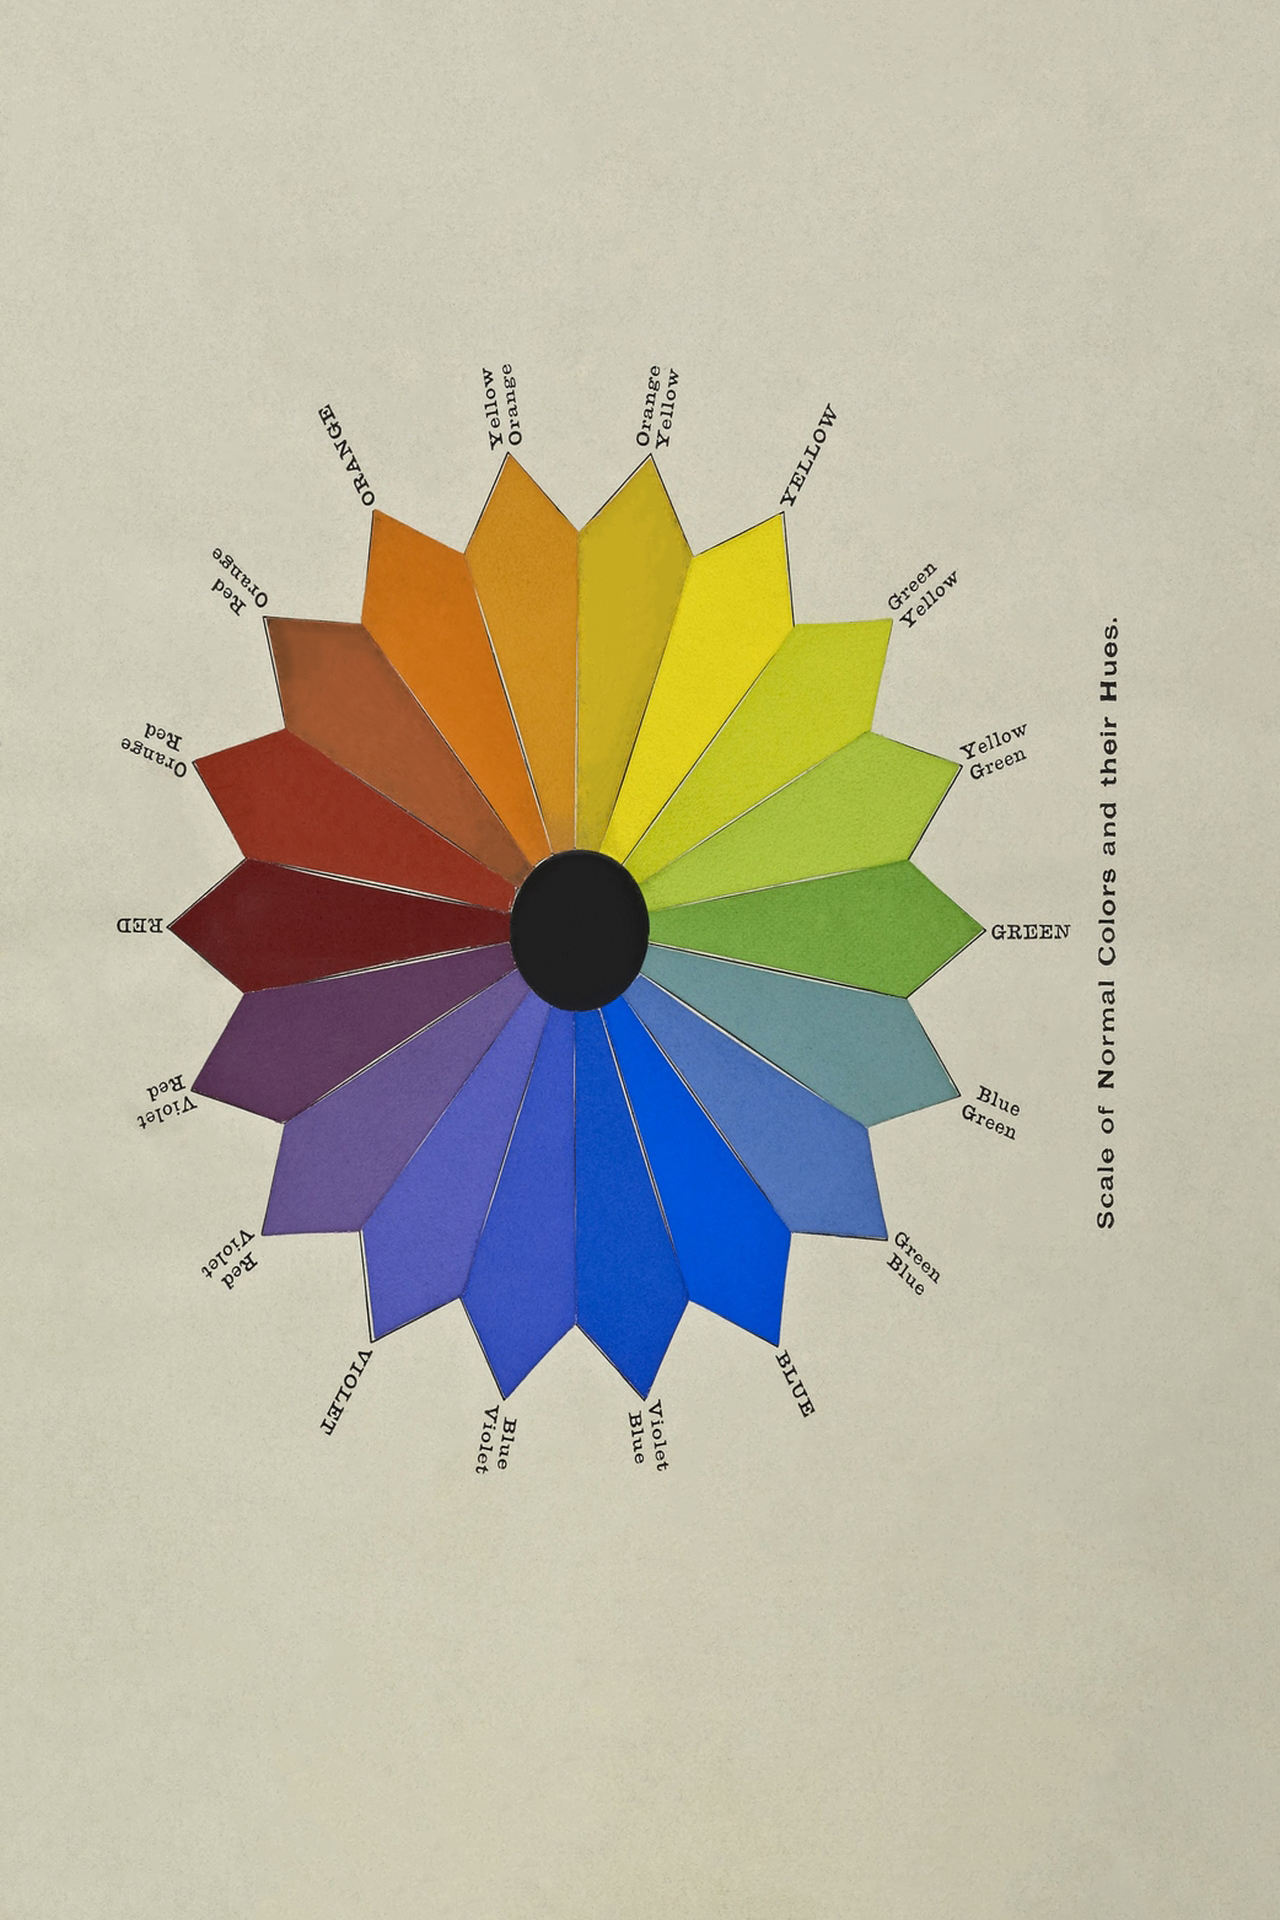 ORANGE
Yellow
Orange
Orange
Yellow
YELLOW
Green
Yellow
Yellow
Green
GREEN
Blue
Green
Green
Blue
BLUE
Violet
Blue
Blue
Violet
VIOLET
Red
Violet
Violet
Red
RED
Orange
Red
Red
Orange
Scale of Normal Colors and their Hues.